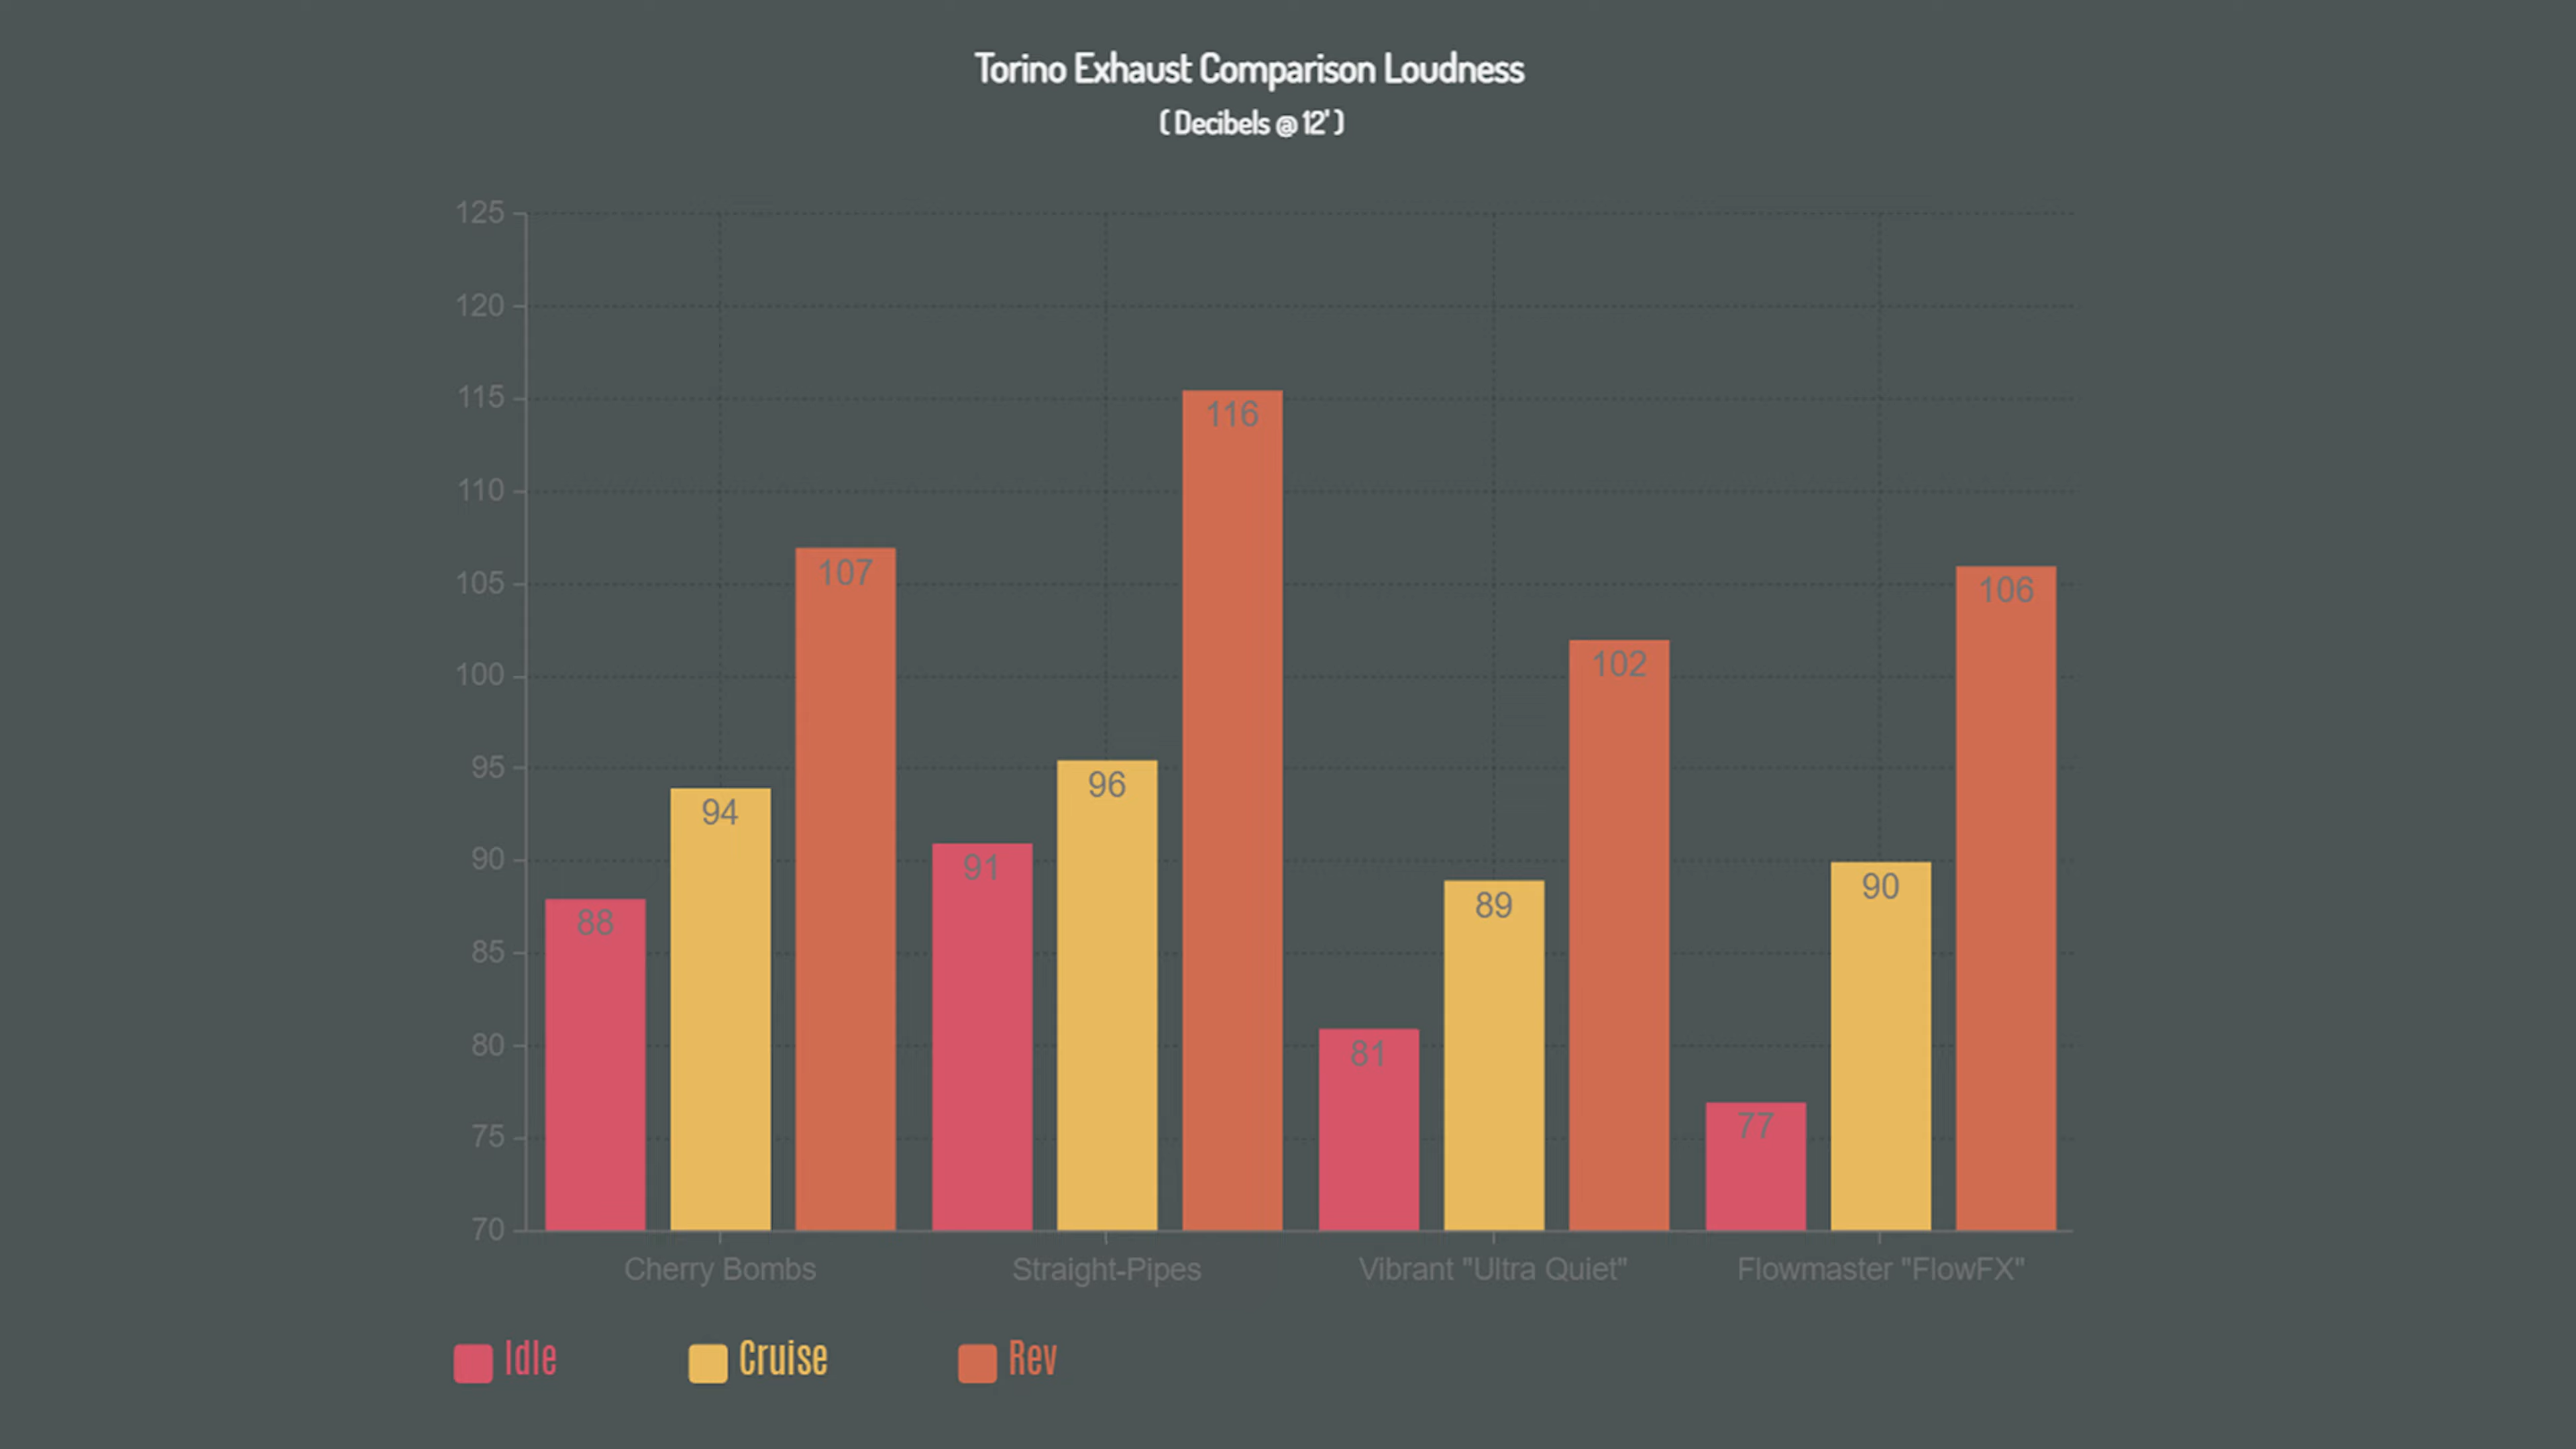 Torino Exhaust Comparison Loudness
( Decibels @ 12' )
125
120
115
110
105
100
95
90
85
80
75
70
88
94
107
91
96
116
81
89
102
77
90
106
Cherry Bombs
Straight-Pipes
Vibrant "Ultra Quiet"
Flowmaster "FlowFX"
Idle
Cruise
Rev